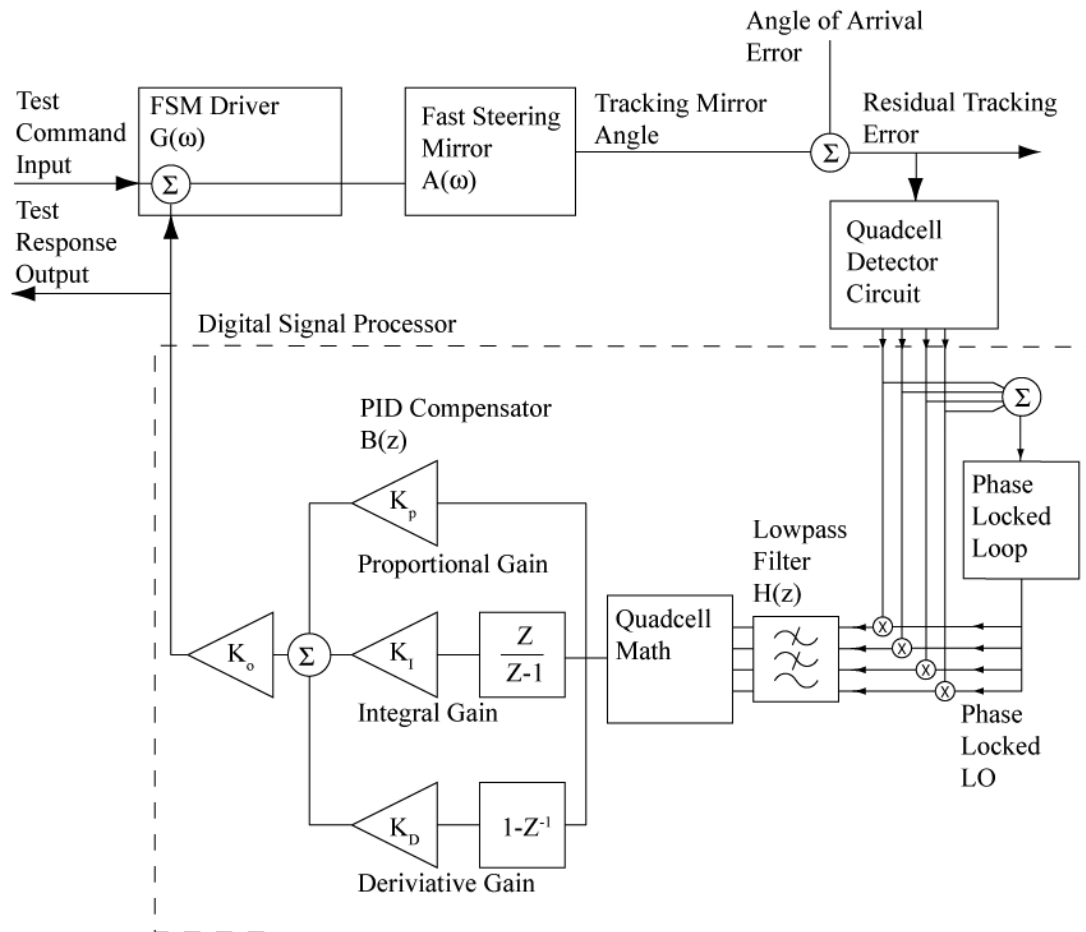 Angle of Arrival
Error
Test
Command
Input
FSM Driver
G(ω)
Σ
Fast Steering
Mirror
A(ω)
Tracking Mirror
Angle
Σ
Residual Tracking
Error
Test
Response
Output
Quadcell
Detector
Circuit
Digital Signal Processor
Σ
PID Compensator
B(z)
Kp
Proportional Gain
Phase
Locked
Loop
Lowpass
Filter
H(z)
Quadcell
Math
Ko
Σ
KI
Z
Z-1
Integral Gain
X
X
X
X
Phase
Locked
LO
KD
1-Z-1
Deriviative Gain